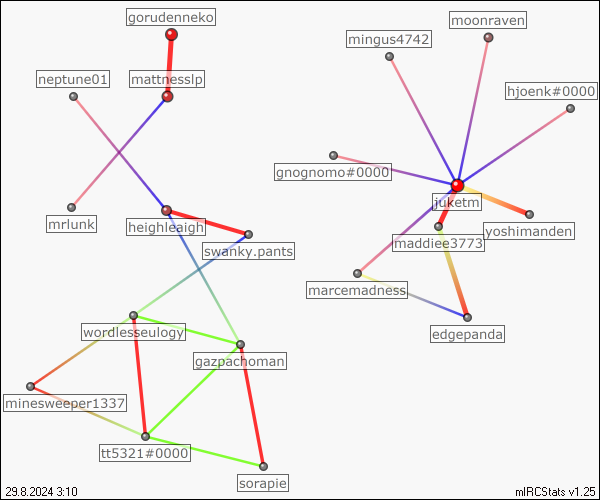 gorudenneko
moonraven
mingus4742
neptune01
mattnesslp
hjoenk#0000
gnognomo#0000
juketm
mrlunk
heighleaigh
yoshimanden
maddiee3773
swanky.pants
marcemadness
wordlesseulogy
edgepanda
gazpachoman
minesweeper1337
tt5321#0000
sorapie
29.8.2024 3:10
mIRCStats v1.25